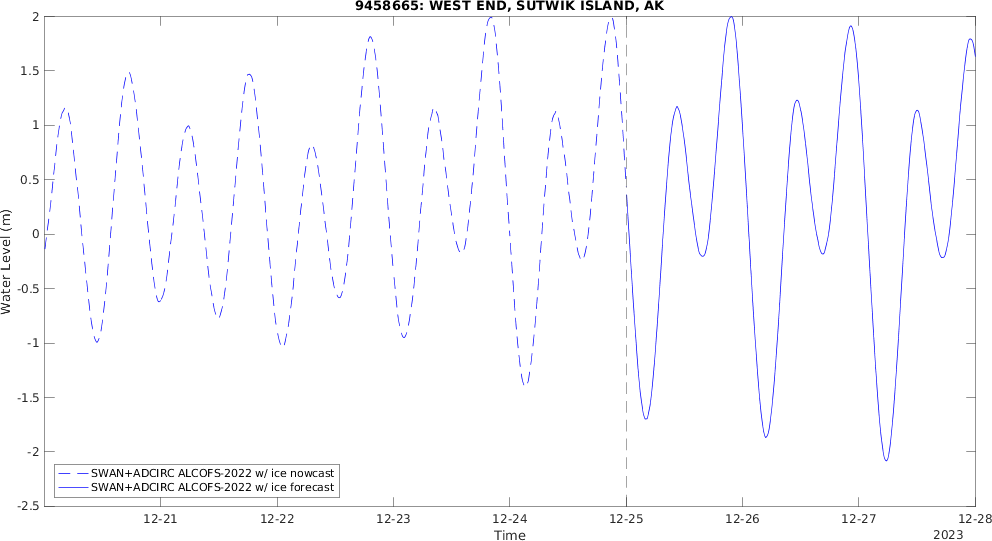 9458665: WEST END, SUTWIK ISLAND, AK
2
1.5
1
0.5
0
-0.5
-1
-1.5
-2
-2.5
Water Level (m)
SWAN+ADCIRC ALCOFS-2022 w/ ice nowcast
SWAN+ADCIRC ALCOFS-2022 w/ ice forecast
12-21 12-22 12-23 12-24 12-25 12-26 12-27 12-28
Time
2023